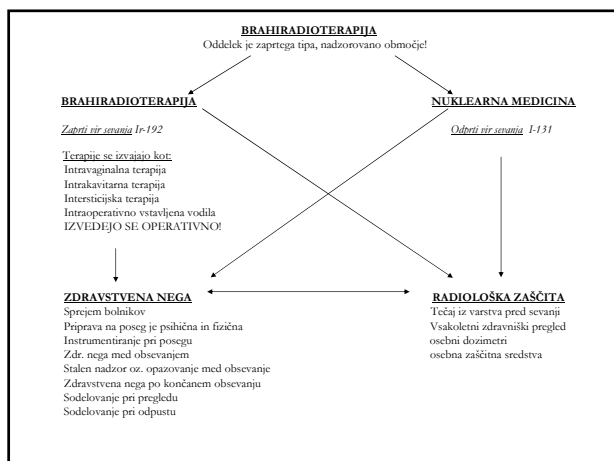 BRAHIRADIOTERAPIJA
Oddelek je zaprtega tipa, nadzorovano območje!
BRAHIRADIOTERAPIJA
Zaprti vir sevanja Ir-192
Terapije se izvajajo kot:
Intravaginalna terapija
Intrakavitarna terapija
Intersticijska terapija
Intraoperativno vstavljena vodila
IZVEDEJO SE OPERATIVNO!
NUKLEARNA MEDICINA
Odprti vir sevanja I-131
ZDRAVSTVENA NEGA
Sprejem bolnikov
Priprava na poseg je psihična in fizična
Instrumentiranje pri posegu
Zdr. nega med obsevanjem
Stalen nadzor oz. opazovanje med obsevanje
Zdravstvena nega po končanem obsevanju
Sodelovanje pri pregledu
Sodelovanje pri odpustu
RADIOLOŠKA ZAŠČITA
Tečaj iz varstva pred sevanji
Vsakoletni zdravniški pregled
osebni dozimetri
osebna zaščitna sredstva